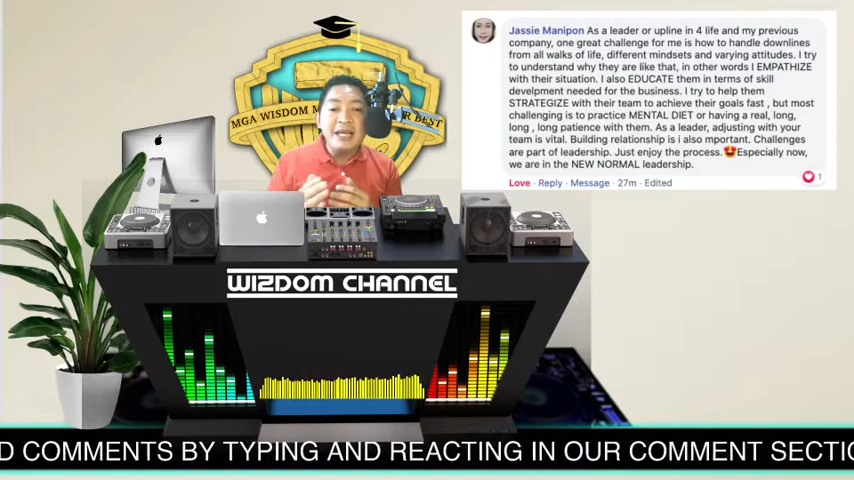 MGA WISDOM M
R BEST
Jassie Manipon As a leader or upline in 4 life and my previous
company, one great challenge for me is how to handle downlines
from all walks of life, different mindsets and varying attitudes. I try
to understand why they are like that, in other words I EMPATHIZE
with their situation. I also EDUCATE them in terms of skill
develpment needed for the business. I try to help them
STRATEGIZE with their team to achieve their goals fast , but most
challenging is to practice MENTAL DIET or having a real, long,
long , long patience with them. As a leader, adjusting with your
team is vital. Building relationship is i also mportant. Challenges
are part of leadership. Just enjoy the process.😍Especially now,
we are in the NEW NORMAL leadership.
Love · Reply · Message · 27m · Edited
1
WIZDOM CHANNEL
D COMMENTS BY TYPING AND REACTING IN OUR COMMENT SECTIO